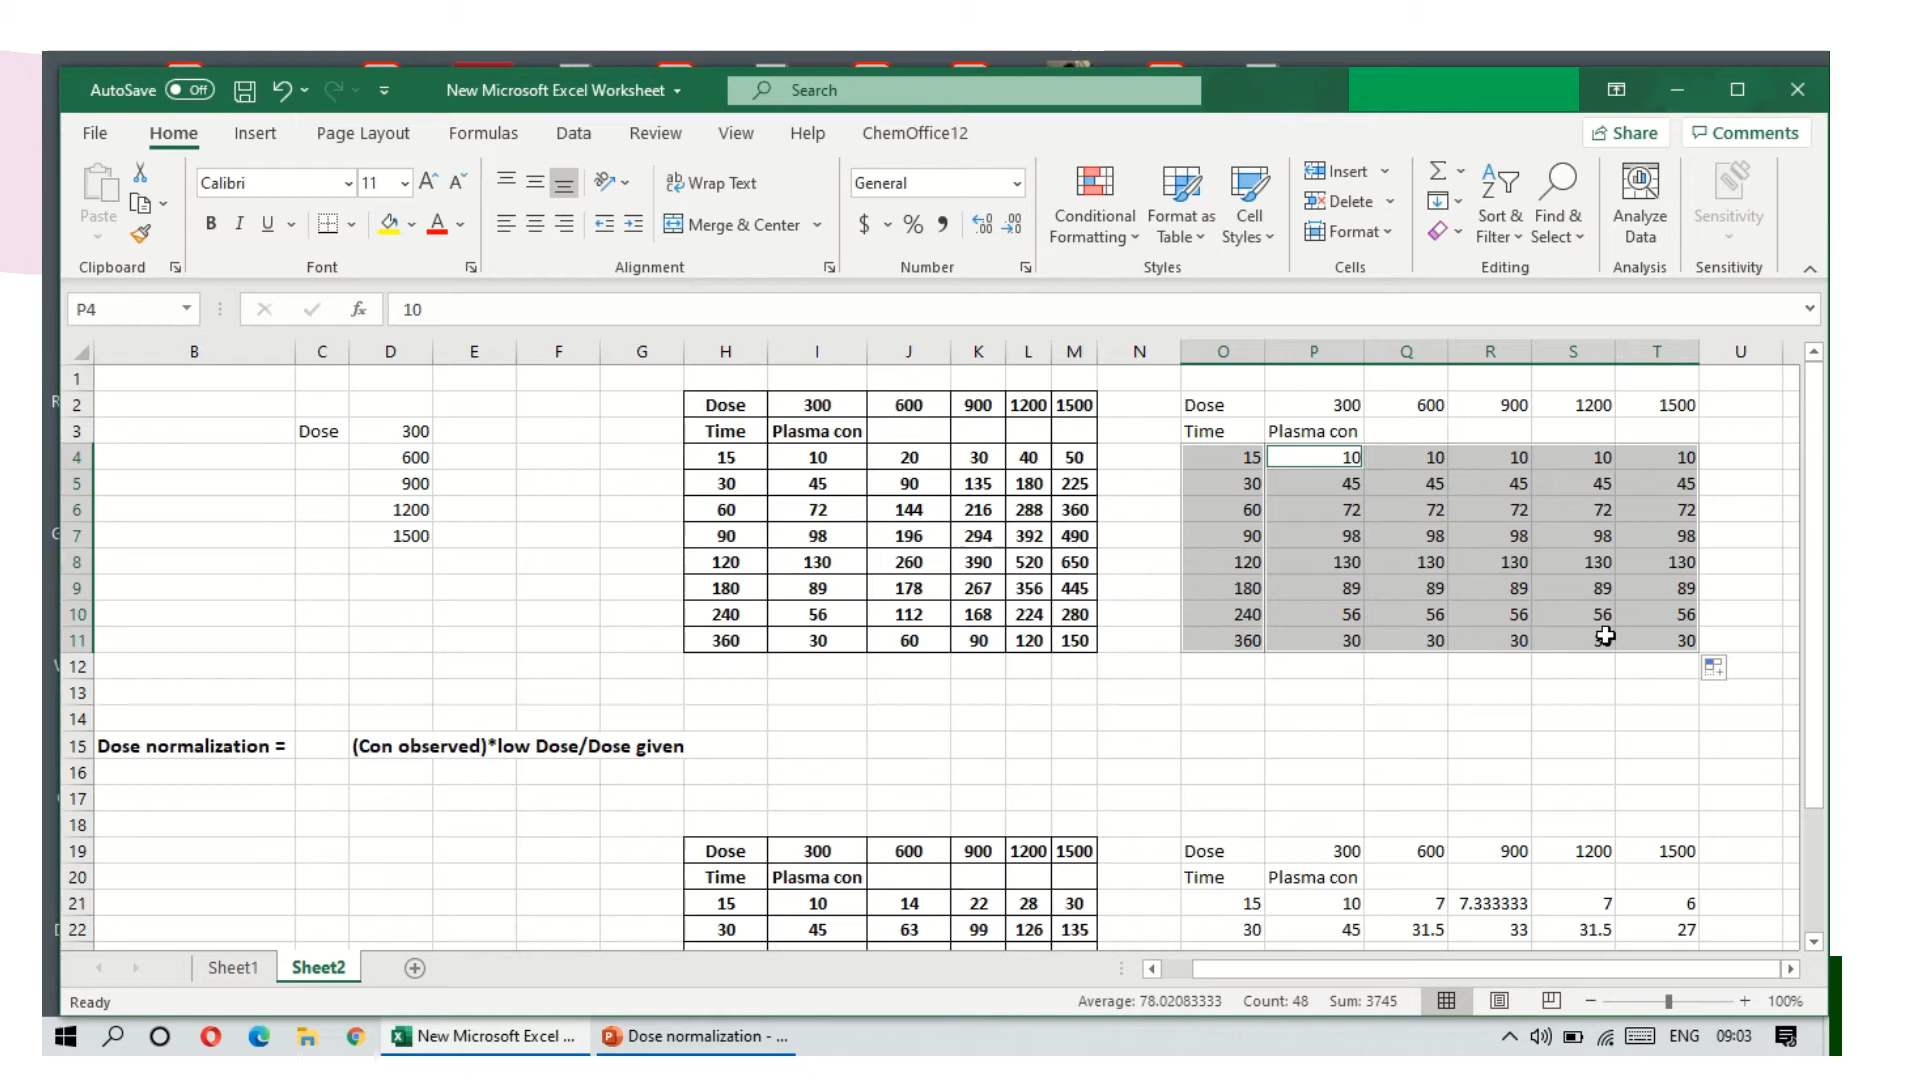 AutoSave Off New Microsoft Excel Worksheet Search
File Home Insert Page Layout Formulas Data Review View Help ChemOffice12 Share Comments
Paste Calibri 11 Wrap Text General Conditional Formatting Format as Table Cell Styles Insert Delete Format Sort & Filter Find & Select Analyze Data Sensitivity
B I U A Merge & Center $ % 9
Clipboard Font Alignment Number Styles Cells Editing Analysis Sensitivity
P4 fx 10
B C D E F G H I J K L M N O P Q R S T U
1
2 Dose 300 600 900 1200 1500 Dose 300 600 900 1200 1500
3 Dose 300 Time Plasma con Time Plasma con
4 600 15 10 20 30 40 50 15 10 10 10 10 10
5 900 30 45 90 135 180 225 30 45 45 45 45 45
6 1200 60 72 144 216 288 360 60 72 72 72 72 72
7 1500 90 98 196 294 392 490 90 98 98 98 98 98
8 120 130 260 390 520 650 120 130 130 130 130 130
9 180 89 178 267 356 445 180 89 89 89 89 89
10 240 56 112 168 224 280 240 56 56 56 56 56
11 360 30 60 90 120 150 360 30 30 30 30
12
13
14
15 Dose normalization = (Con observed)*low Dose/Dose given
16
17
18
19 Dose 300 600 900 1200 1500 Dose 300 600 900 1200 1500
20 Time Plasma con Time Plasma con
21 15 10 14 22 28 30 15 10 7 7.333333 7 6
22 30 45 63 99 126 135 30 45 31.5 33 31.5 27
Sheet1 Sheet2
Ready Average: 78.02083333 Count: 48 Sum: 3745 100%
New Microsoft Excel ... Dose normalization - ... ENG 09:03